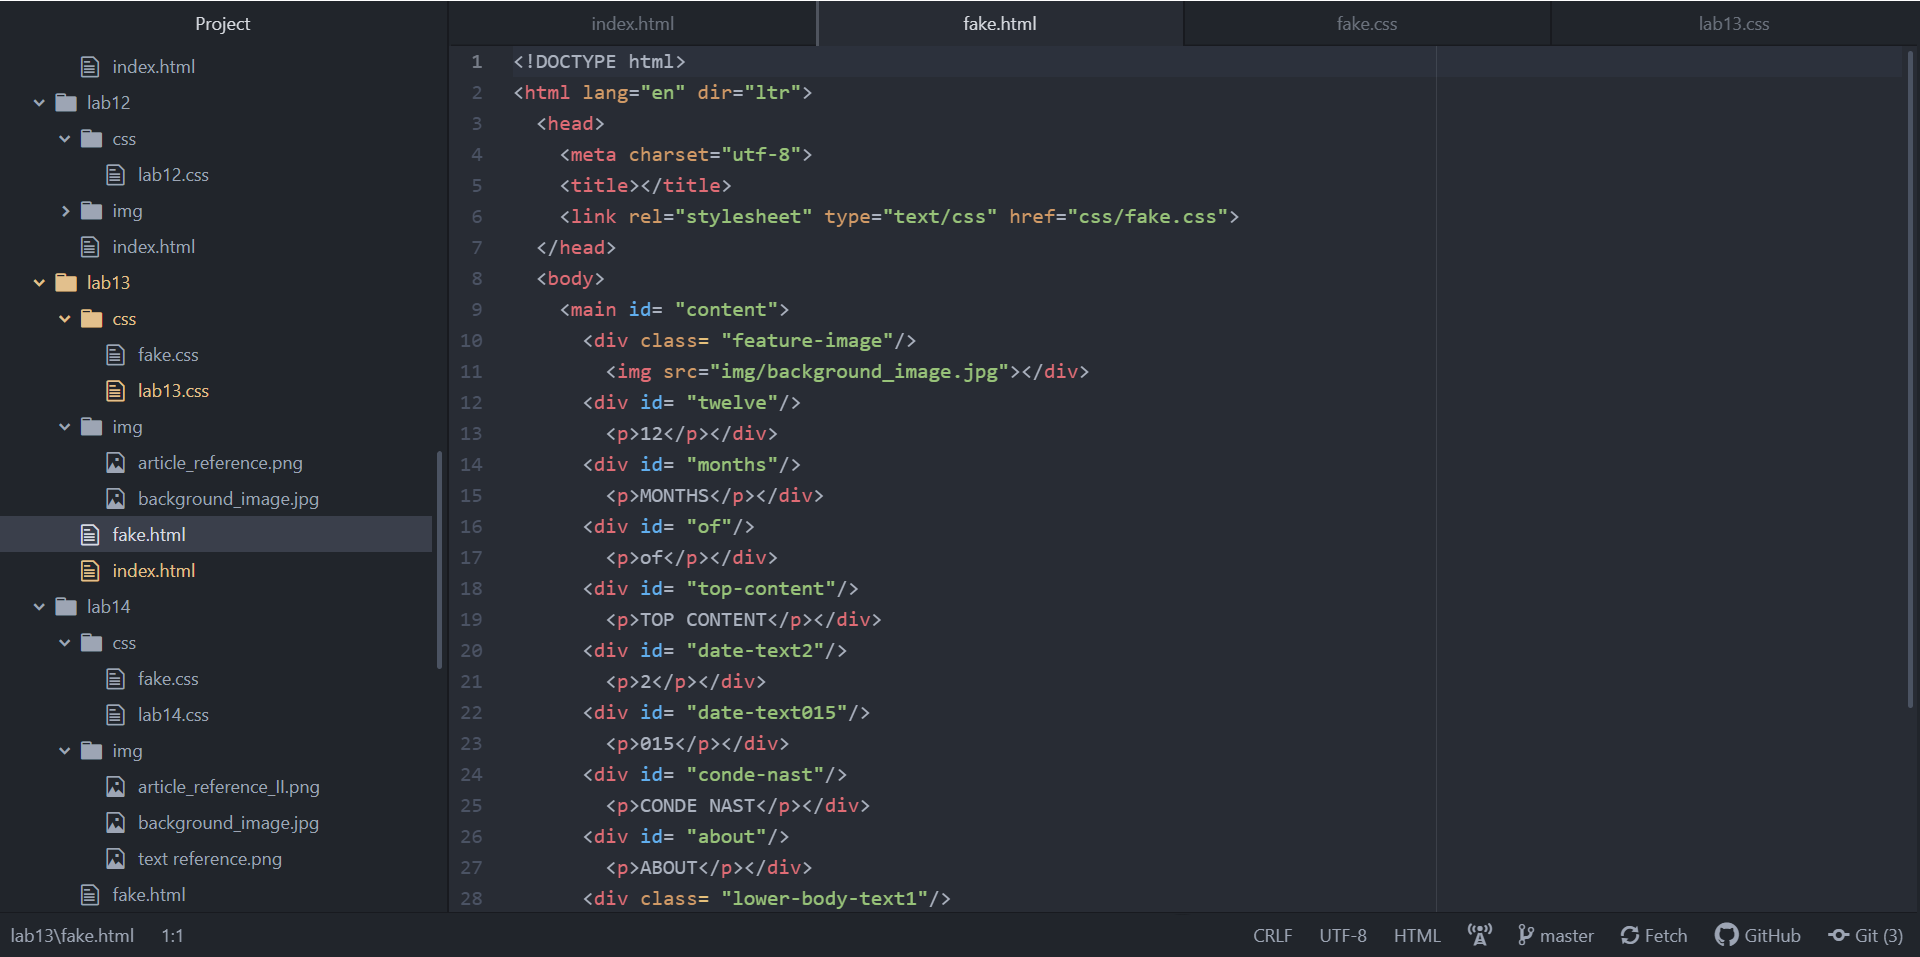 Project
index.html
lab12
css
lab12.css
img
index.html
lab13
css
fake.css
lab13.css
img
article_reference.png
background_image.jpg
fake.html
index.html
lab14
css
fake.css
lab14.css
img
article_reference_II.png
background_image.jpg
text reference.png
fake.html
index.html fake.html fake.css lab13.css
1 <!DOCTYPE html>
2 <html lang="en" dir="ltr">
3 <head>
4 <meta charset="utf-8">
5 <title></title>
6 <link rel="stylesheet" type="text/css" href="css/fake.css">
7 </head>
8 <body>
9 <main id= "content">
10 <div class= "feature-image"/>
11 <img src="img/background_image.jpg"></div>
12 <div id= "twelve"/>
13 <p>12</p></div>
14 <div id= "months"/>
15 <p>MONTHS</p></div>
16 <div id= "of"/>
17 <p>of</p></div>
18 <div id= "top-content"/>
19 <p>TOP CONTENT</p></div>
20 <div id= "date-text2"/>
21 <p>2</p></div>
22 <div id= "date-text015"/>
23 <p>015</p></div>
24 <div id= "conde-nast"/>
25 <p>CONDE NAST</p></div>
26 <div id= "about"/>
27 <p>ABOUT</p></div>
28 <div class= "lower-body-text1"/>
lab13\fake.html 1:1 CRLF UTF-8 HTML master Fetch GitHub Git (3)